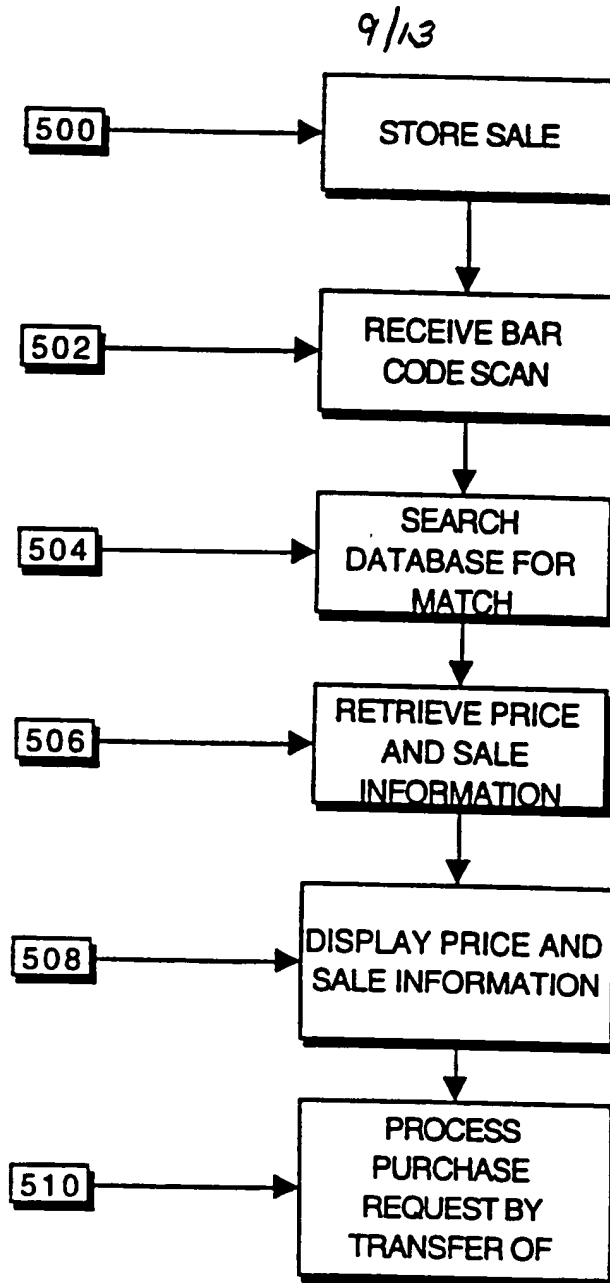 9/13
500
STORE SALE
502
RECEIVE BAR
CODE SCAN
504
SEARCH
DATABASE FOR
MATCH
506
RETRIEVE PRICE
AND SALE
INFORMATION
508
DISPLAY PRICE AND
SALE INFORMATION
510
PROCESS
PURCHASE
REQUEST BY
TRANSFER OF